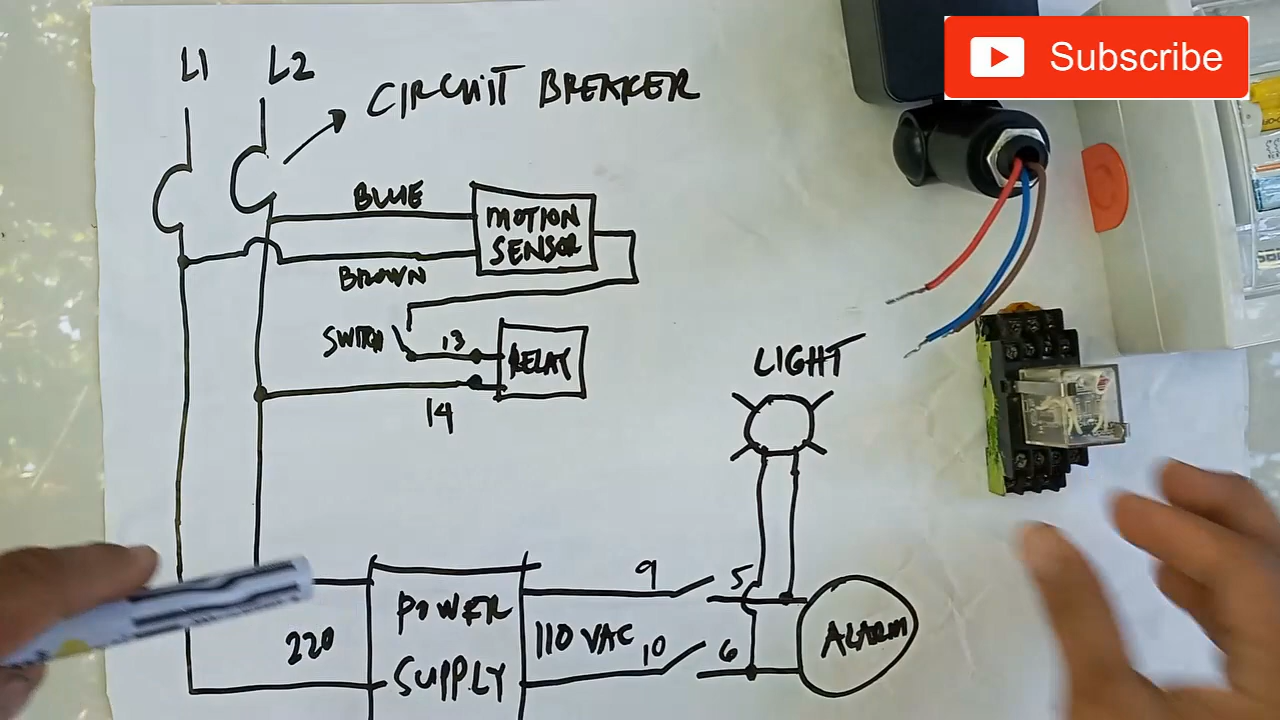 Subscribe
L1 L2
CIRCUIT BREAKER
BLUE
MOTION
SENSOR
BROWN
SWITCH
13
RELAY
14
LIGHT
9
5
POWER
SUPPLY
220
110 VAC
10
6
ALARM